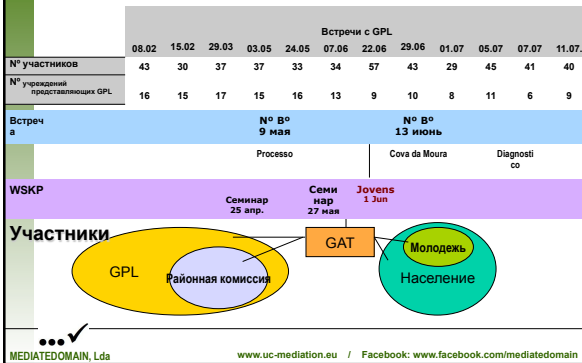 Встречи с GPL
08.02 15.02 29.03 03.05 24.05 07.06 22.06 29.06 01.07 05.07 07.07 11.07.
Nº участников 43 30 37 37 33 34 57 43 29 45 41 40
Nº учреждений
представляющих GPL
16 15 17 15 16 13 9 10 8 11 6 9
Встреч
а
Nº Bº Nº Bº
9 мая 13 июнь
Processo Cova da Moura Diagnosti
co
WSKP
Семинар
25 апр.
Семи
нар
27 мая
Jovens
1 Jun
Участники
GAT
Молодежь
GPL
Районная комиссия
Население
MEDIATEDOMAIN, Lda www.uc-mediation.eu / Facebook: www.facebook.com/mediatedomain